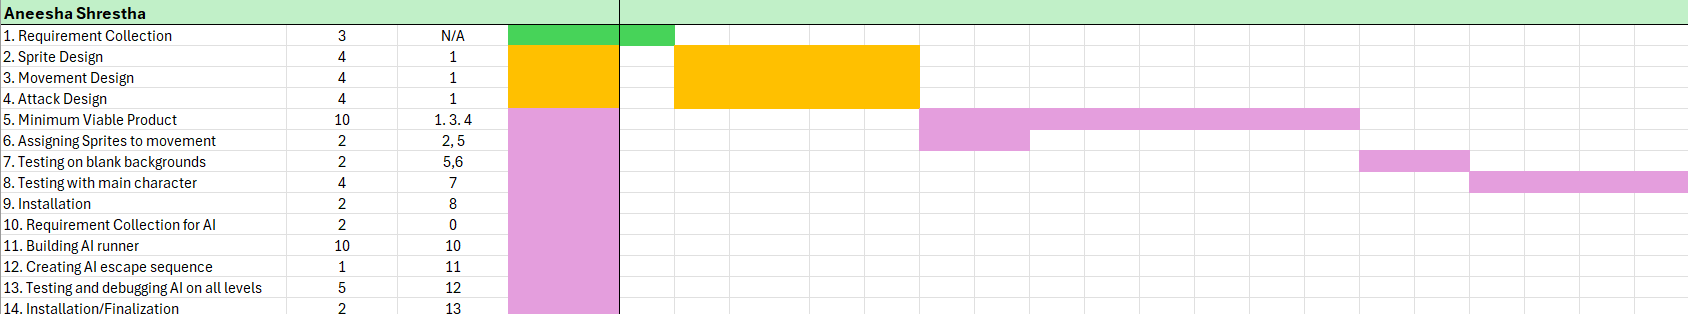 Aneesha Shrestha
1. Requirement Collection 3 N/A
2. Sprite Design 4 1
3. Movement Design 4 1
4. Attack Design 4 1
5. Minimum Viable Product 10 1. 3. 4
6. Assigning Sprites to movement 2 2, 5
7. Testing on blank backgrounds 2 5,6
8. Testing with main character 4 7
9. Installation 2 8
10. Requirement Collection for AI 2 0
11. Building AI runner 10 10
12. Creating AI escape sequence 1 11
13. Testing and debugging AI on all levels 5 12
14. Installation/Finalization 2 13